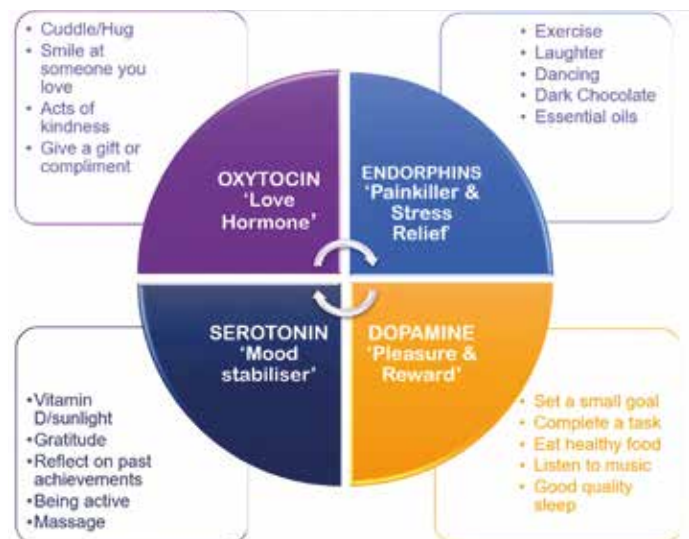 • Cuddle/Hug
• Smile at
someone you
love
• Acts of
kindness
• Give a gift or
compliment
• Exercise
• Laughter
• Dancing
• Dark Chocolate
• Essential oils
OXYTOCIN
‘Love
Hormone’
ENDORPHINS
‘Painkiller &
Stress
Relief
SEROTONIN
‘Mood
stabiliser’
DOPAMINE
‘Pleasure &
Reward’
•Vitamin
D/sunlight
•Gratitude
•Reflect on past
achievements
•Being active
•Massage
• Set a small goal
• Complete a task
• Eat healthy food
• Listen to music
• Good quality
sleep